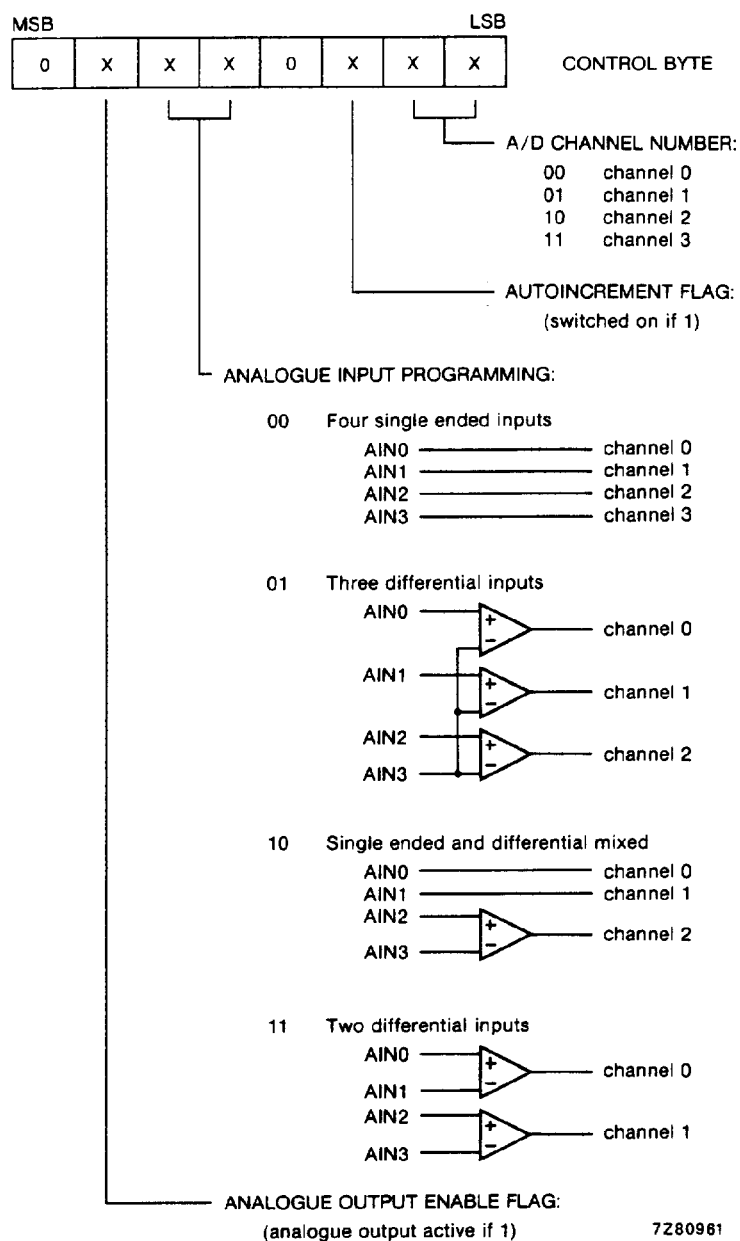 MSB LSB
0 X X X 0 X X X CONTROL BYTE
A/D CHANNEL NUMBER:
00 channel 0
01 channel 1
10 channel 2
11 channel 3
AUTOINCREMENT FLAG:
(switched on if 1)
ANALOGUE INPUT PROGRAMMING:
00 Four single ended inputs
AIN0 channel 0
AIN1 channel 1
AIN2 channel 2
AIN3 channel 3
01 Three differential inputs
AIN0 + − channel 0
AIN1 + − channel 1
AIN2 + − channel 2
AIN3
10 Single ended and differential mixed
AIN0 channel 0
AIN1 channel 1
AIN2 + − channel 2
AIN3
11 Two differential inputs
AIN0 + − channel 0
AIN1
AIN2 + − channel 1
AIN3
ANALOGUE OUTPUT ENABLE FLAG:
(analogue output active if 1) 7Z80961